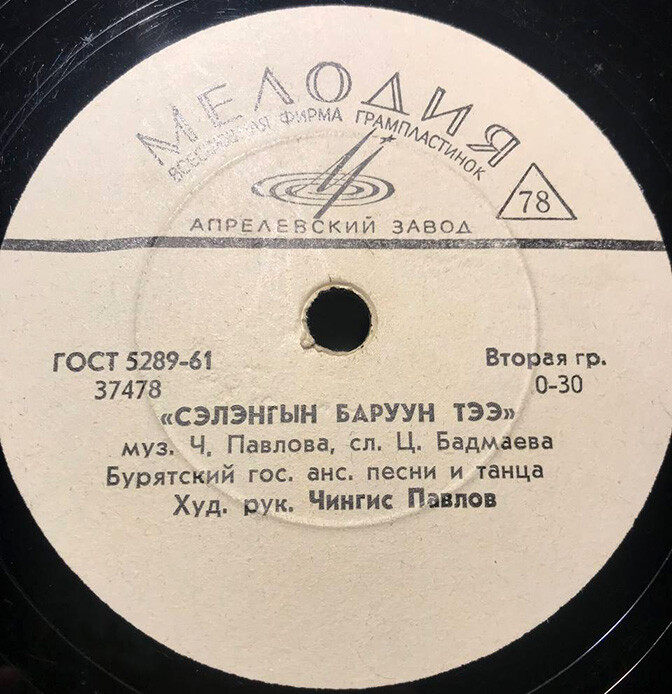 МЕЛОДИЯ
ВСЕСОЮЗНАЯ ФИРМА ГРАМПЛАСТИНОК
78
АПРЕЛЕВСКИЙ ЗАВОД
ГОСТ 5289-61
Вторая гр.
37478
0-30
«СЭЛЭНГЫН БАРУУН ТЭЭ»
муз. Ч. Павлова, сл. Ц. Бадмаева
Бурятский гос. анс. песни и танца
Худ. рук. Чингис Павлов